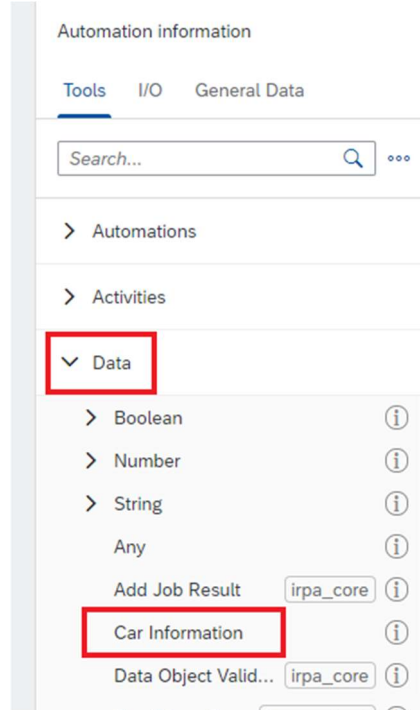 Automation information
Tools I/O General Data
Search...
Automations
Activities
Data
Boolean
Number
String
Any
Add Job Result irpa_core
Car Information
Data Object Valid... irpa_core